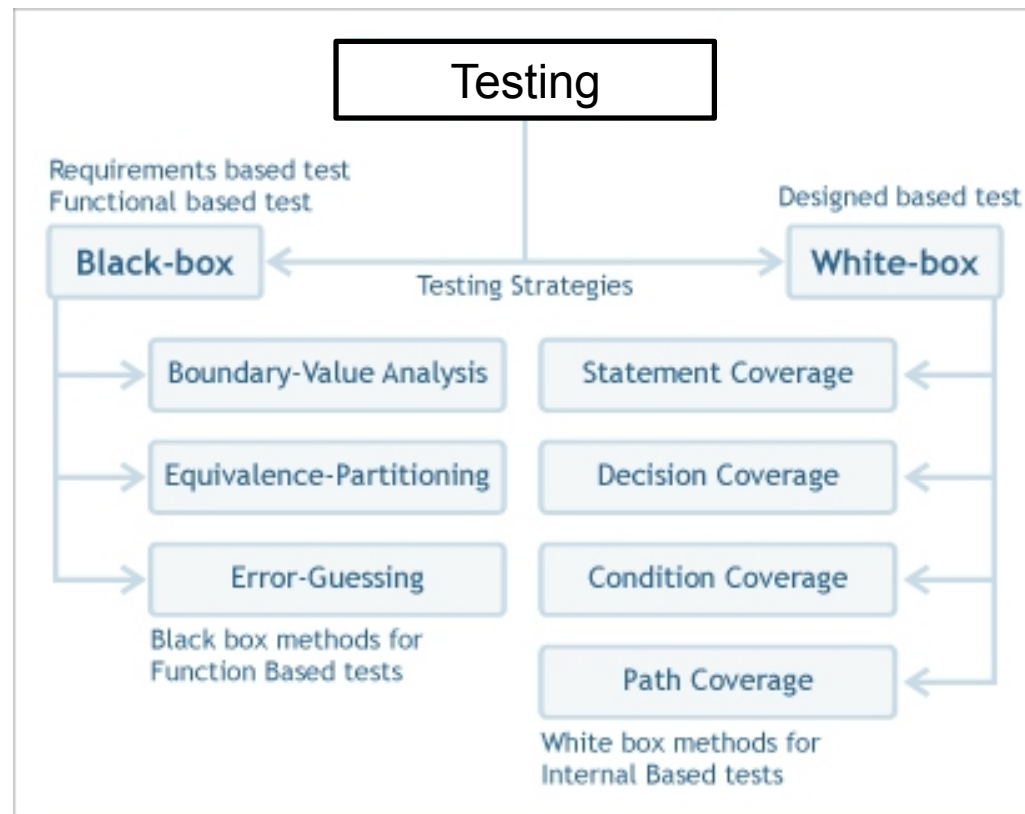 Testing
Requirements based test
Functional based test
Designed based test
Black-box
White-box
Testing Strategies
Boundary-Value Analysis
Statement Coverage
Equivalence-Partitioning
Decision Coverage
Error-Guessing
Condition Coverage
Black box methods for
Function Based tests
Path Coverage
White box methods for
Internal Based tests